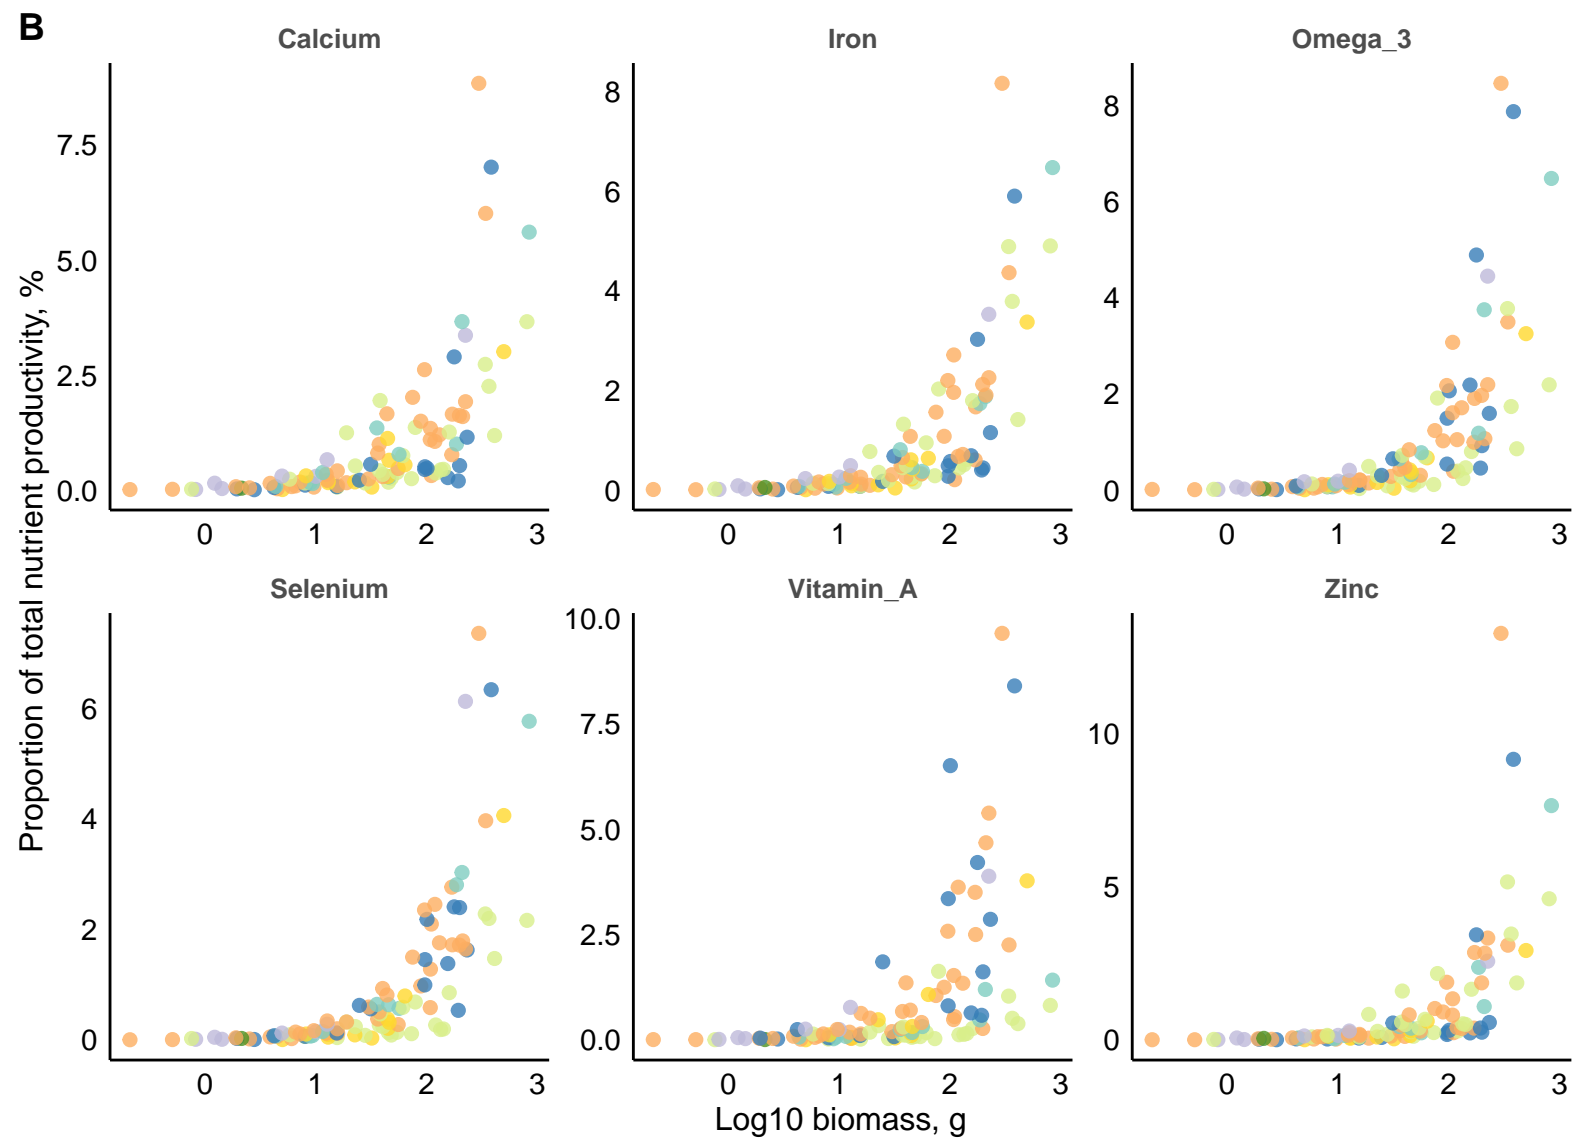 B
Calcium
Iron
Omega_3
7.5
5.0
2.5
0.0
8
6
4
2
0
8
6
4
2
0
0 1 2 3
0 1 2 3
0 1 2 3
Proportion of total nutrient productivity, %
Selenium
Vitamin_A
Zinc
6
4
2
0
10.0
7.5
5.0
2.5
0.0
10
5
0
0 1 2 3
0 1 2 3
0 1 2 3
Log10 biomass, g